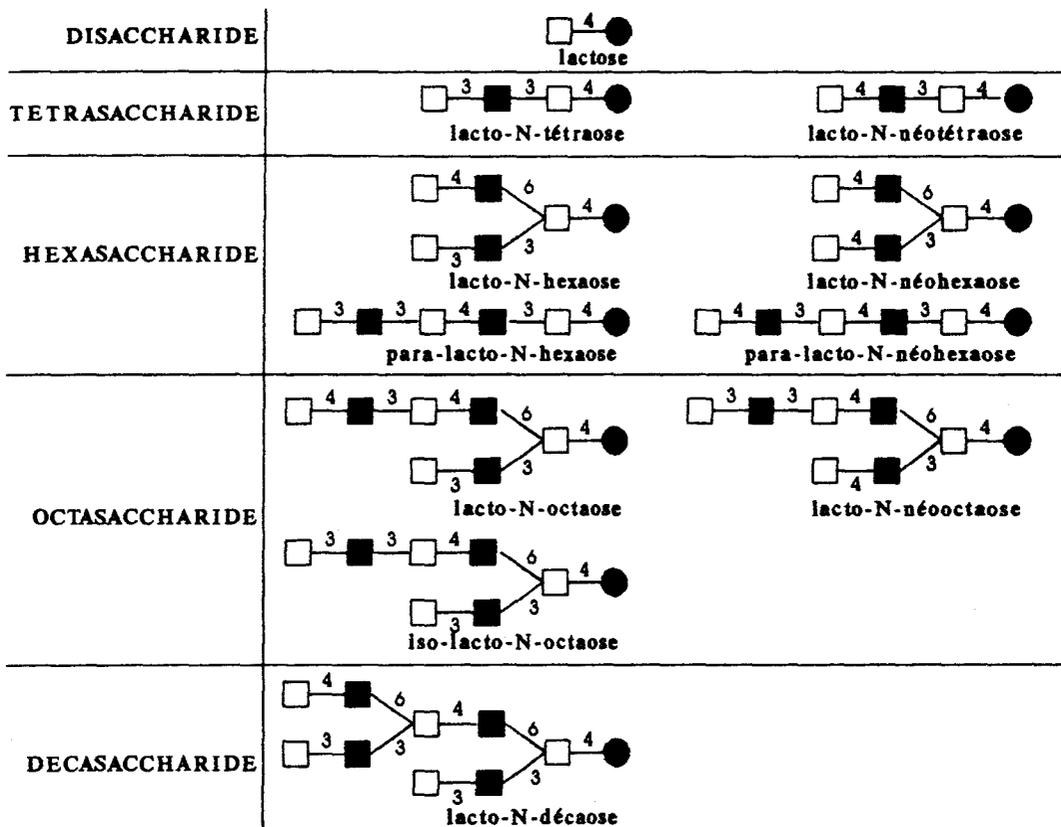 DISACCHARIDE
4
lactose
TETRASACCHARIDE
3 3 4
lacto-N-tétraose
4 3 4
lacto-N-néotétraose
HEXASACCHARIDE
4 6 4
3 3
lacto-N-hexaose
4 6 4
4 3
lacto-N-néohexaose
3 3 4 3 4
para-lacto-N-hexaose
4 3 4 3 4
para-lacto-N-néohexaose
OCTASACCHARIDE
4 3 4 6 4
3 3
lacto-N-octaose
3 3 4 6 4
4 3
lacto-N-néooctaose
3 3 4 6 4
3 3
iso-lacto-N-octaose
DECASACCHARIDE
4 6 4 6 4
3 3
3 3
lacto-N-décaose